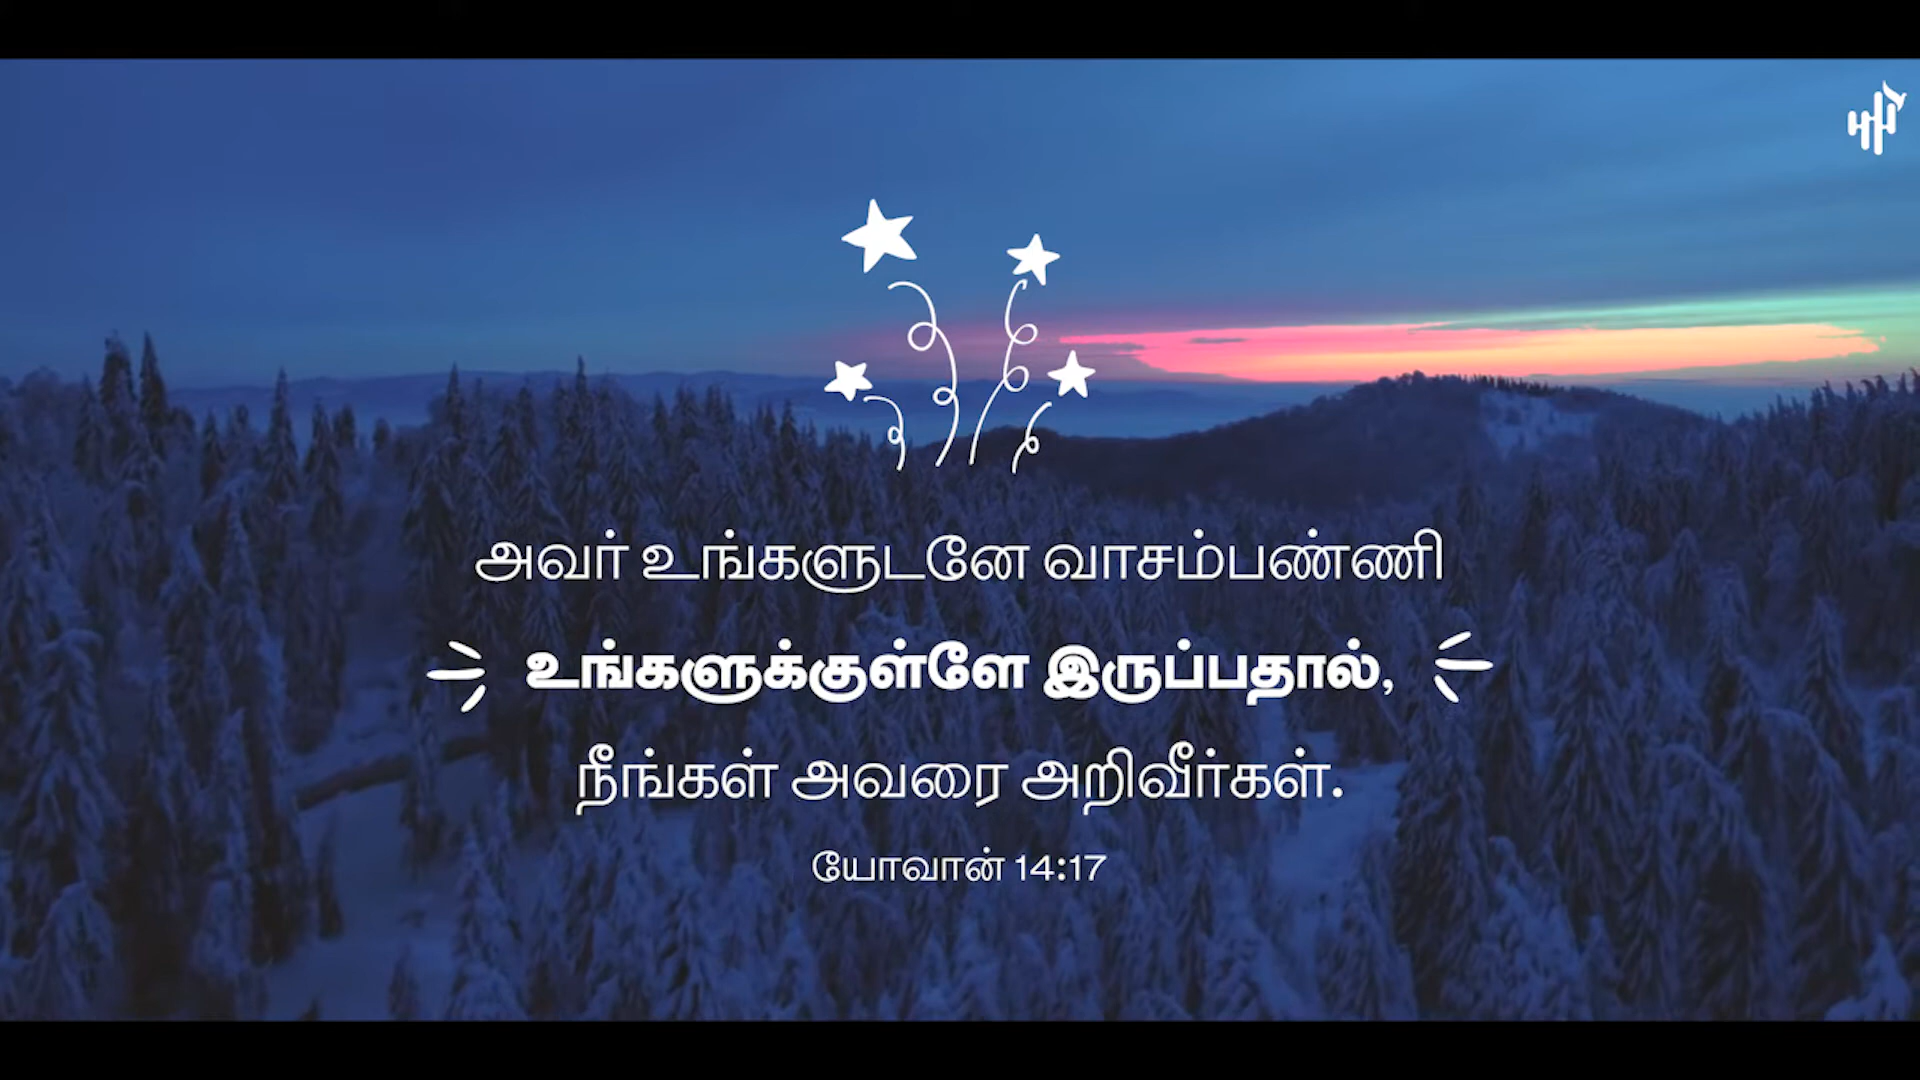 அவர் உங்களுடனே வாசம்பண்ணி
உங்களுக்குள்ளே இருப்பதால்,
நீங்கள் அவரை அறிவீர்கள்.
யோவான் 14:17